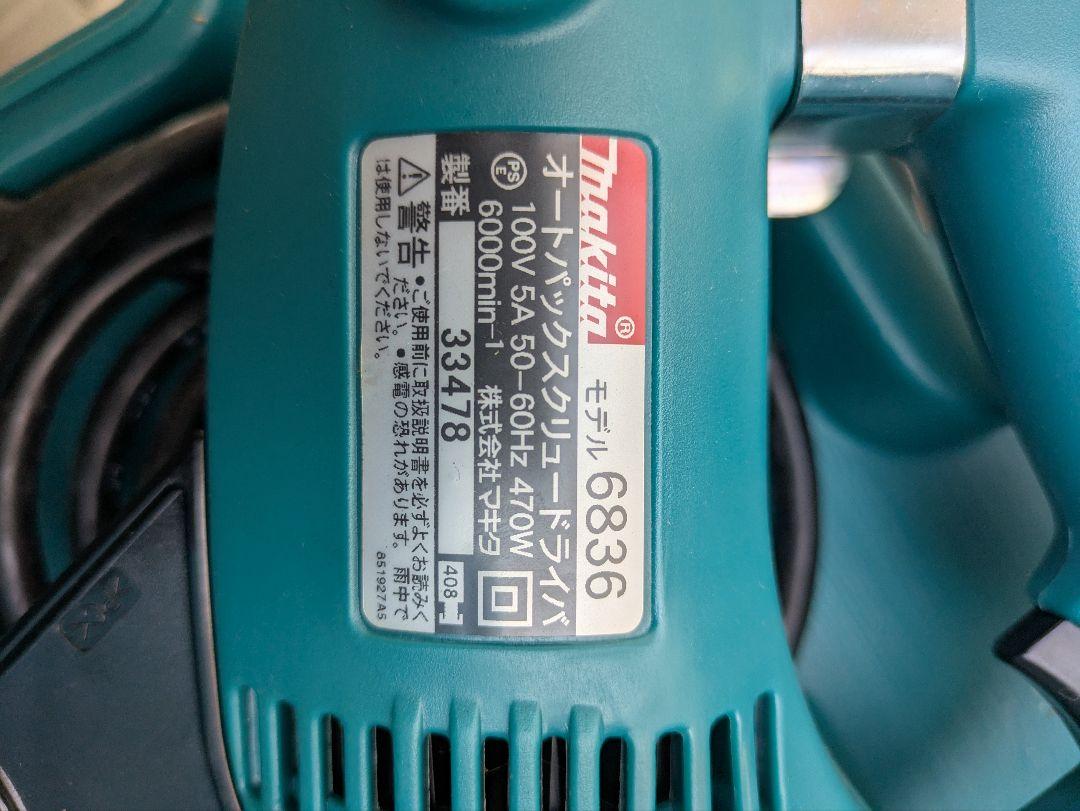 makita® モデル 6836
オートパックスクリュードライバ
PSE 100V 5A 50-60Hz 470W
6000min-1 株式会社 マキタ
製番 33478 408
警告 •ご使用前に取扱説明書を必ずよくお読みく
ださい。•感電の恐れがあります。雨中で
は使用しないでください。 851927A5